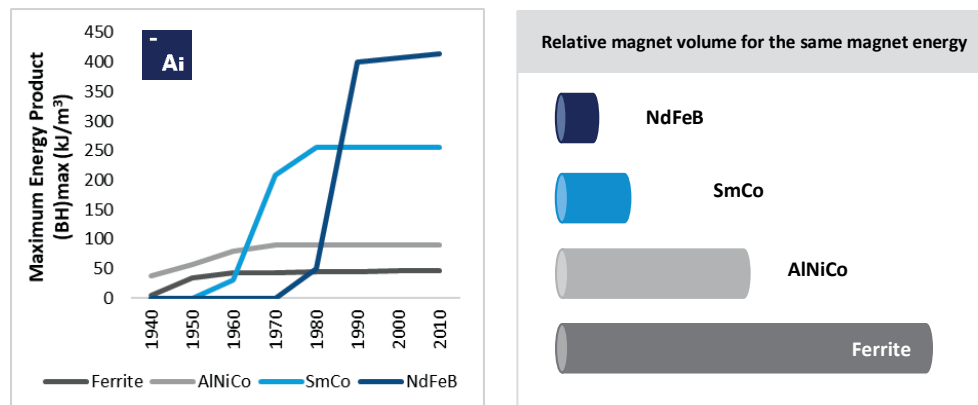 Maximum Energy Product
(BH)max (kJ/m³)
450
400
350
300
250
200
150
100
50
0
- 
Ai
1940
1950
1960
1970
1980
1990
2000
2010
Ferrite
AlNiCo
SmCo
NdFeB
Relative magnet volume for the same magnet energy
NdFeB
SmCo
AlNiCo
Ferrite